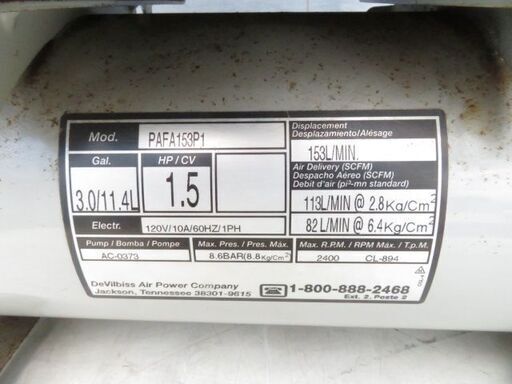 Mod.
PAFA153P1
Gal.
3.0/11.4L
HP / CV
1.5
Electr.
120V/10A/60HZ/1PH
Displacement
Desplazamiento/Alésage
153L/MIN.
Air Delivery (SCFM)
Despacho Aéreo (SCFM)
Debit d'air (pi³-mn standard)
113L/MIN @ 2.8Kg/Cm²
82L/MIN @ 6.4Kg/Cm²
Pump / Bomba / Pompe
AC-0373
Max. Pres. / Pres. Máx.
8.6BAR(8.8Kg/Cm²)
Max. R.P.M. / RPM Máx. / T.p.M.
2400
CL-894
DeVilbiss Air Power Company
Jackson, Tennessee 38301-9615
1-800-888-2468
Ext. 2, Poste 2